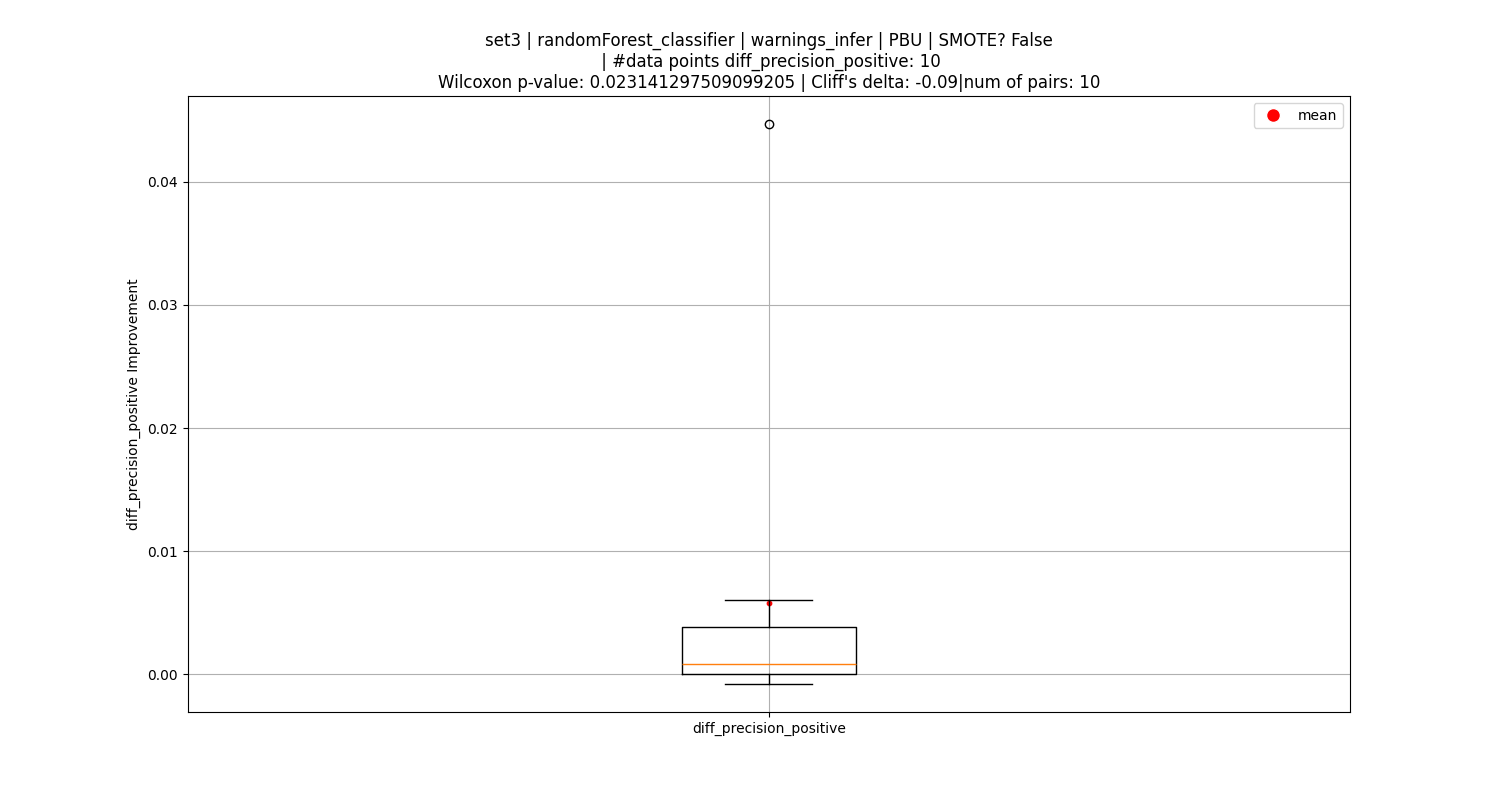 set3 | randomForest_classifier | warnings_infer | PBU | SMOTE? False
| #data points diff_precision_positive: 10
Wilcoxon p-value: 0.023141297509099205 | Cliff's delta: -0.09|num of pairs: 10
mean
0.04
0.03
0.02
0.01
0.00
diff_precision_positive Improvement
diff_precision_positive